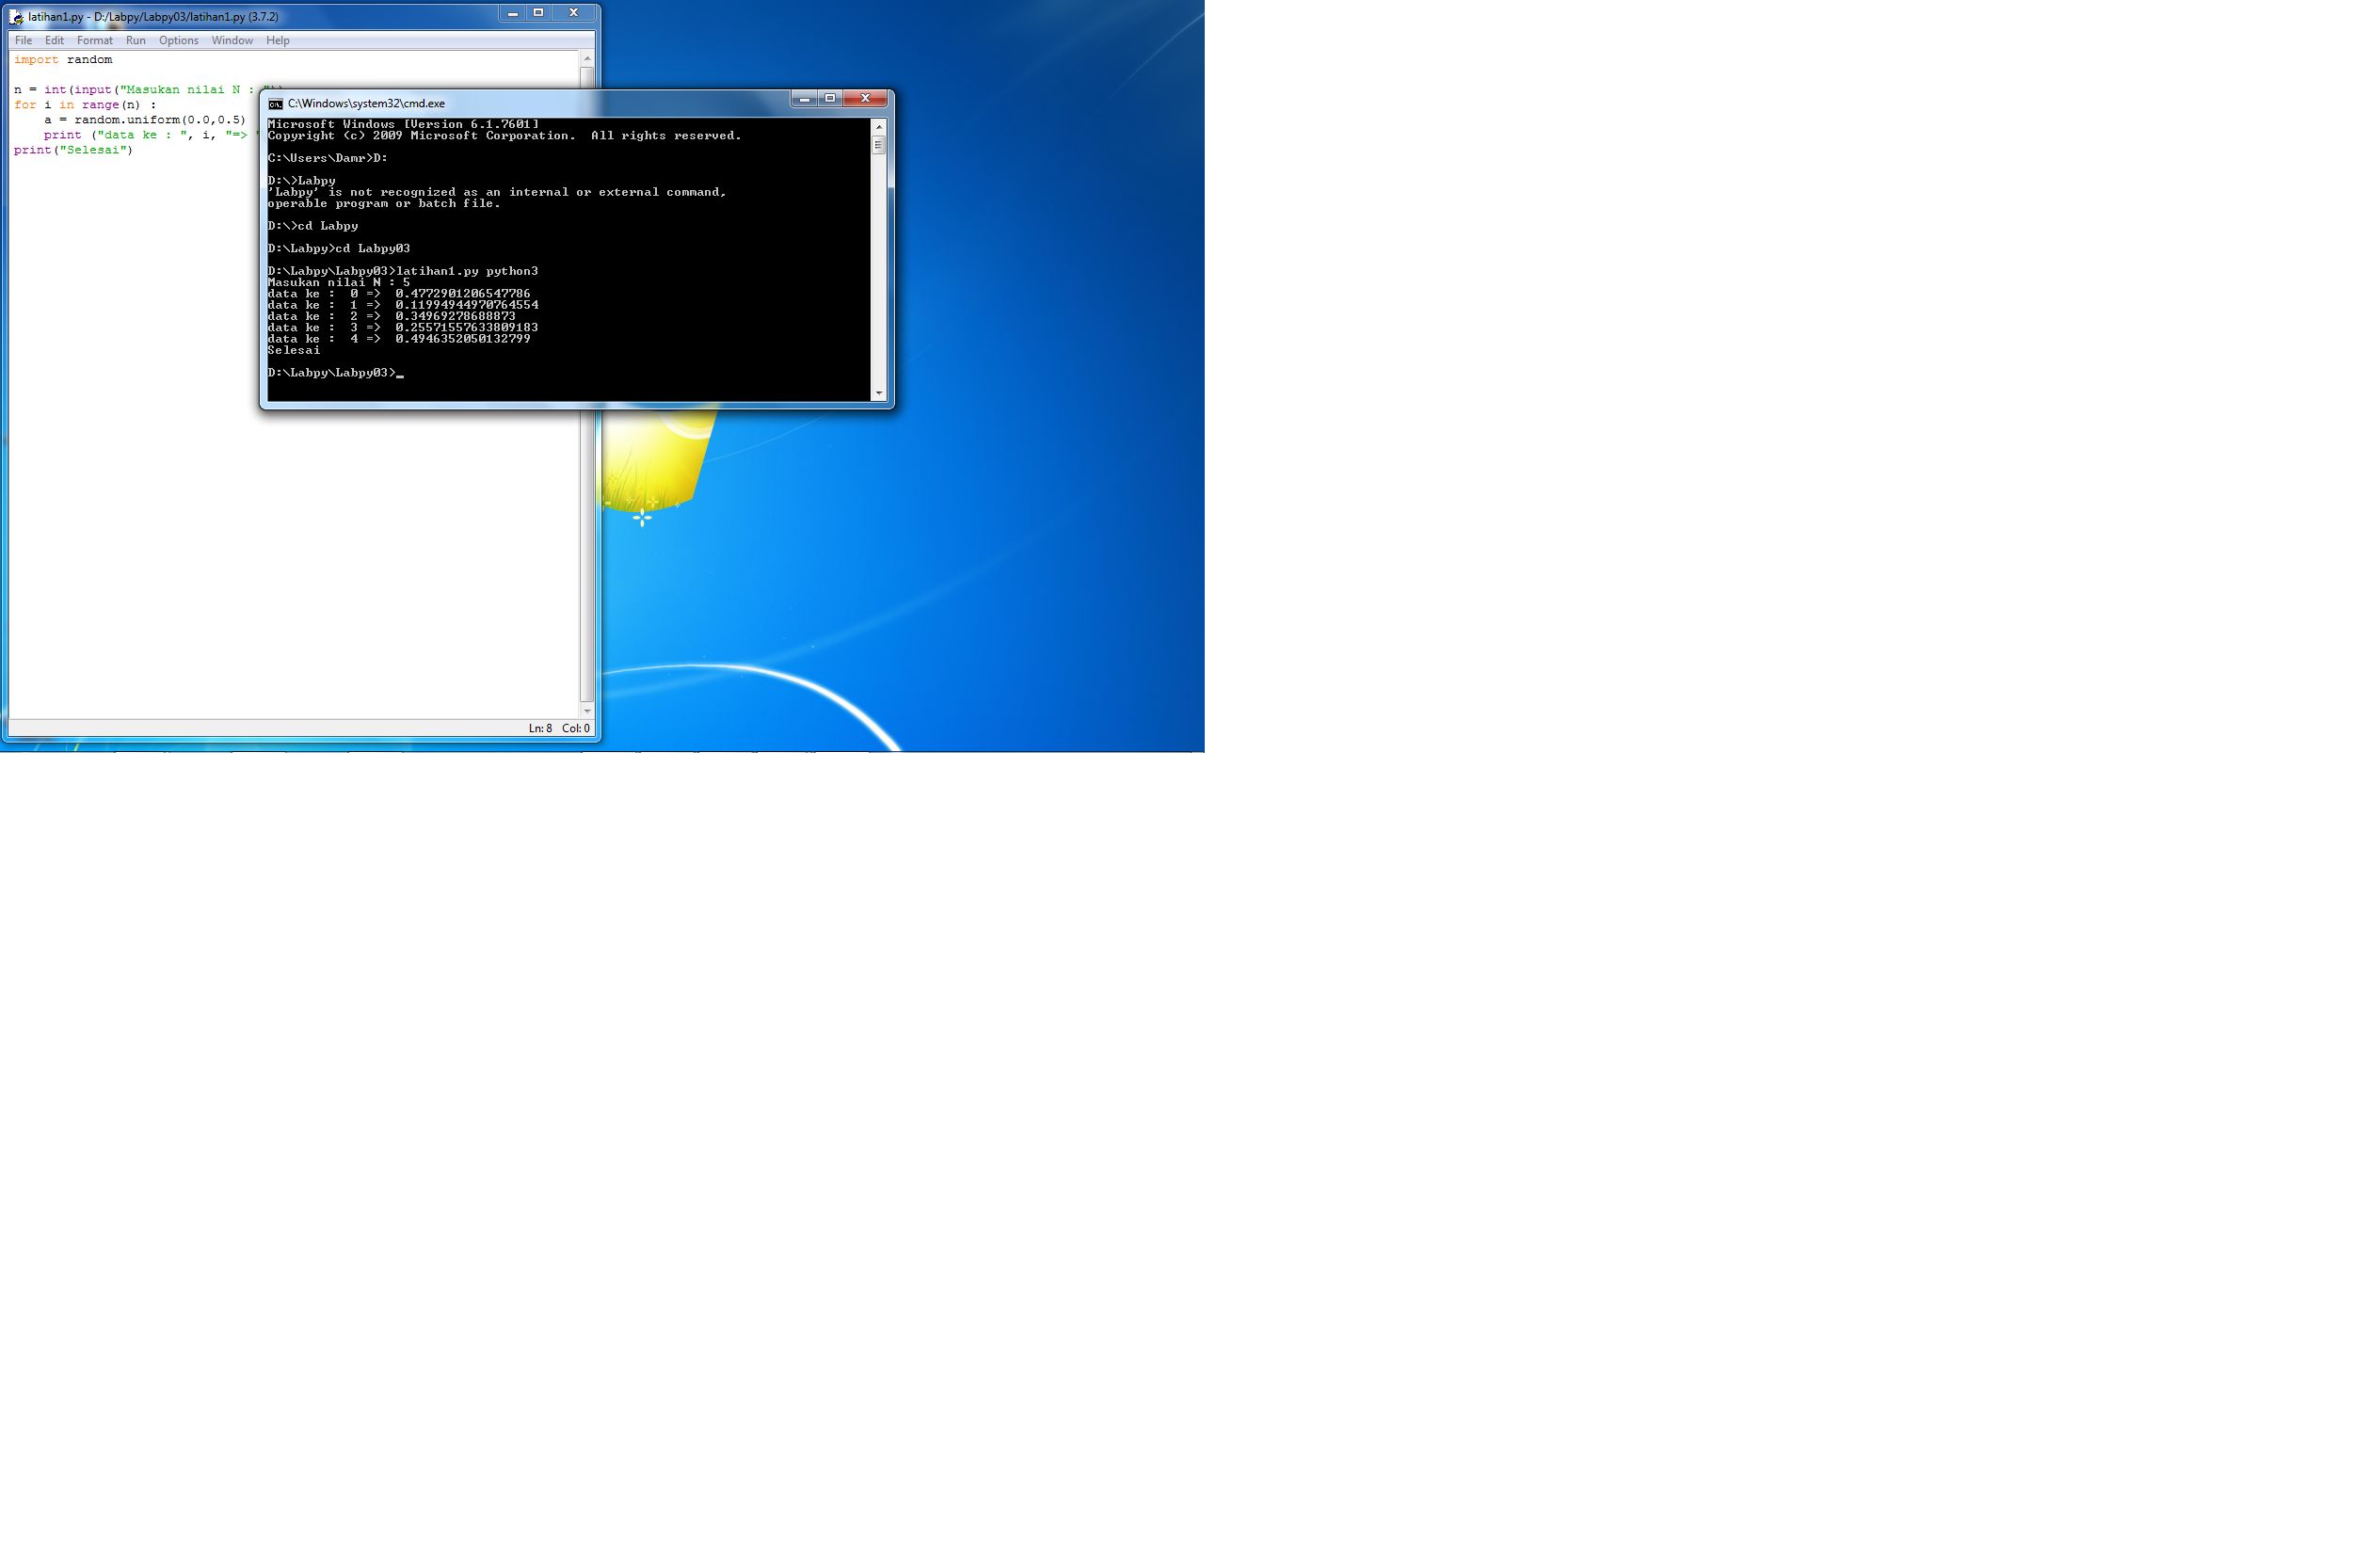 latihan1.py - D:/Labpy/Labpy03/latihan1.py (3.7.2)
File Edit Format Run Options Window Help
import random
n = int(input("Masukan nilai N : "))
for i in range(n) :
a = random.uniform(0.0,0.5)
print ("data ke : ", i, "=> "
print("Selesai")
Ln: 8 Col: 0
C:\Windows\system32\cmd.exe
Microsoft Windows [Version 6.1.7601]
Copyright (c) 2009 Microsoft Corporation. All rights reserved.
C:\Users\Damr>D:
D:\>Labpy
'Labpy' is not recognized as an internal or external command,
operable program or batch file.
D:\>cd Labpy
D:\Labpy>cd Labpy03
D:\Labpy\Labpy03>latihan1.py python3
Masukan nilai N : 5
data ke :  0 =>  0.4772901206547786
data ke :  1 =>  0.11994944970764554
data ke :  2 =>  0.34969278688873
data ke :  3 =>  0.25571557633809183
data ke :  4 =>  0.4946352050132799
Selesai
D:\Labpy\Labpy03>_